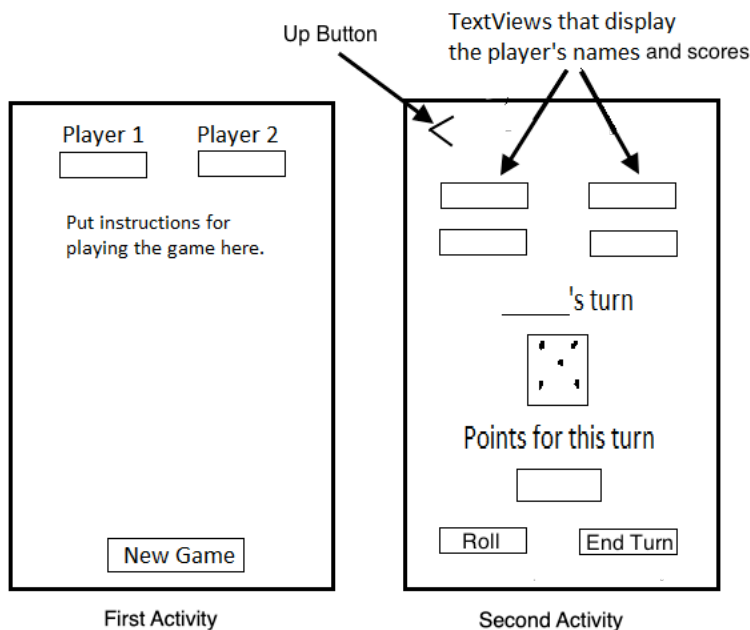 Up Button
TextViews that display
the player's names and scores
Player 1
Player 2
Put instructions for
playing the game here.
New Game
First Activity
<
______'s turn
Points for this turn
Roll
End Turn
Second Activity